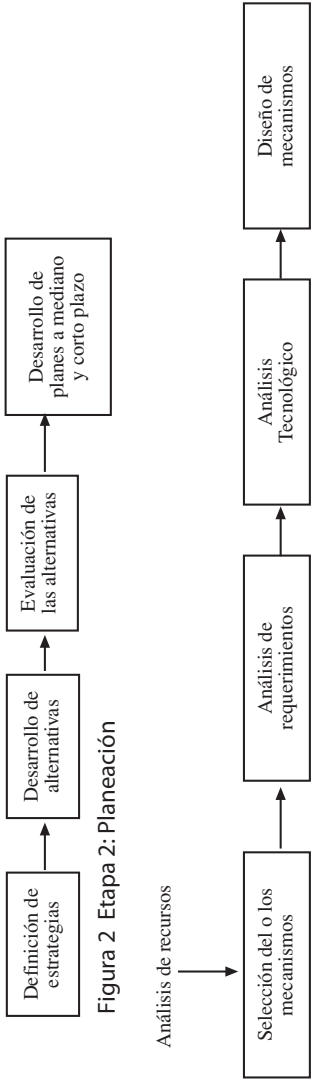 Definición de
estrategias
Desarrollo de
alternativas
Evaluación de
las alternativas
Desarrollo de
planes a mediano
y corto plazo
Figura 2 Etapa 2: Planeación
Análisis de recursos
Selección del o los
mecanismos
Análisis de
requerimientos
Análisis
Tecnológico
Diseño de
mecanismos